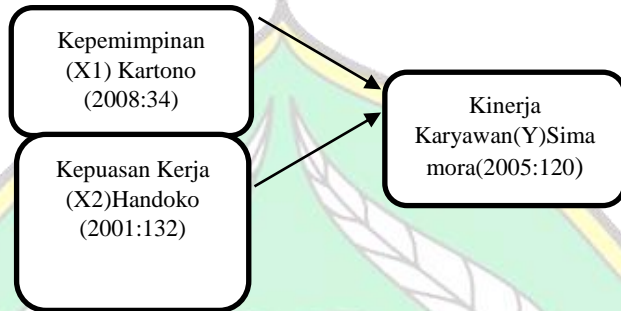 Kepemimpinan
(X1) Kartono
(2008:34)
Kepuasan Kerja
(X2)Handoko
(2001:132)
Kinerja
Karyawan(Y)Sima
mora(2005:120)